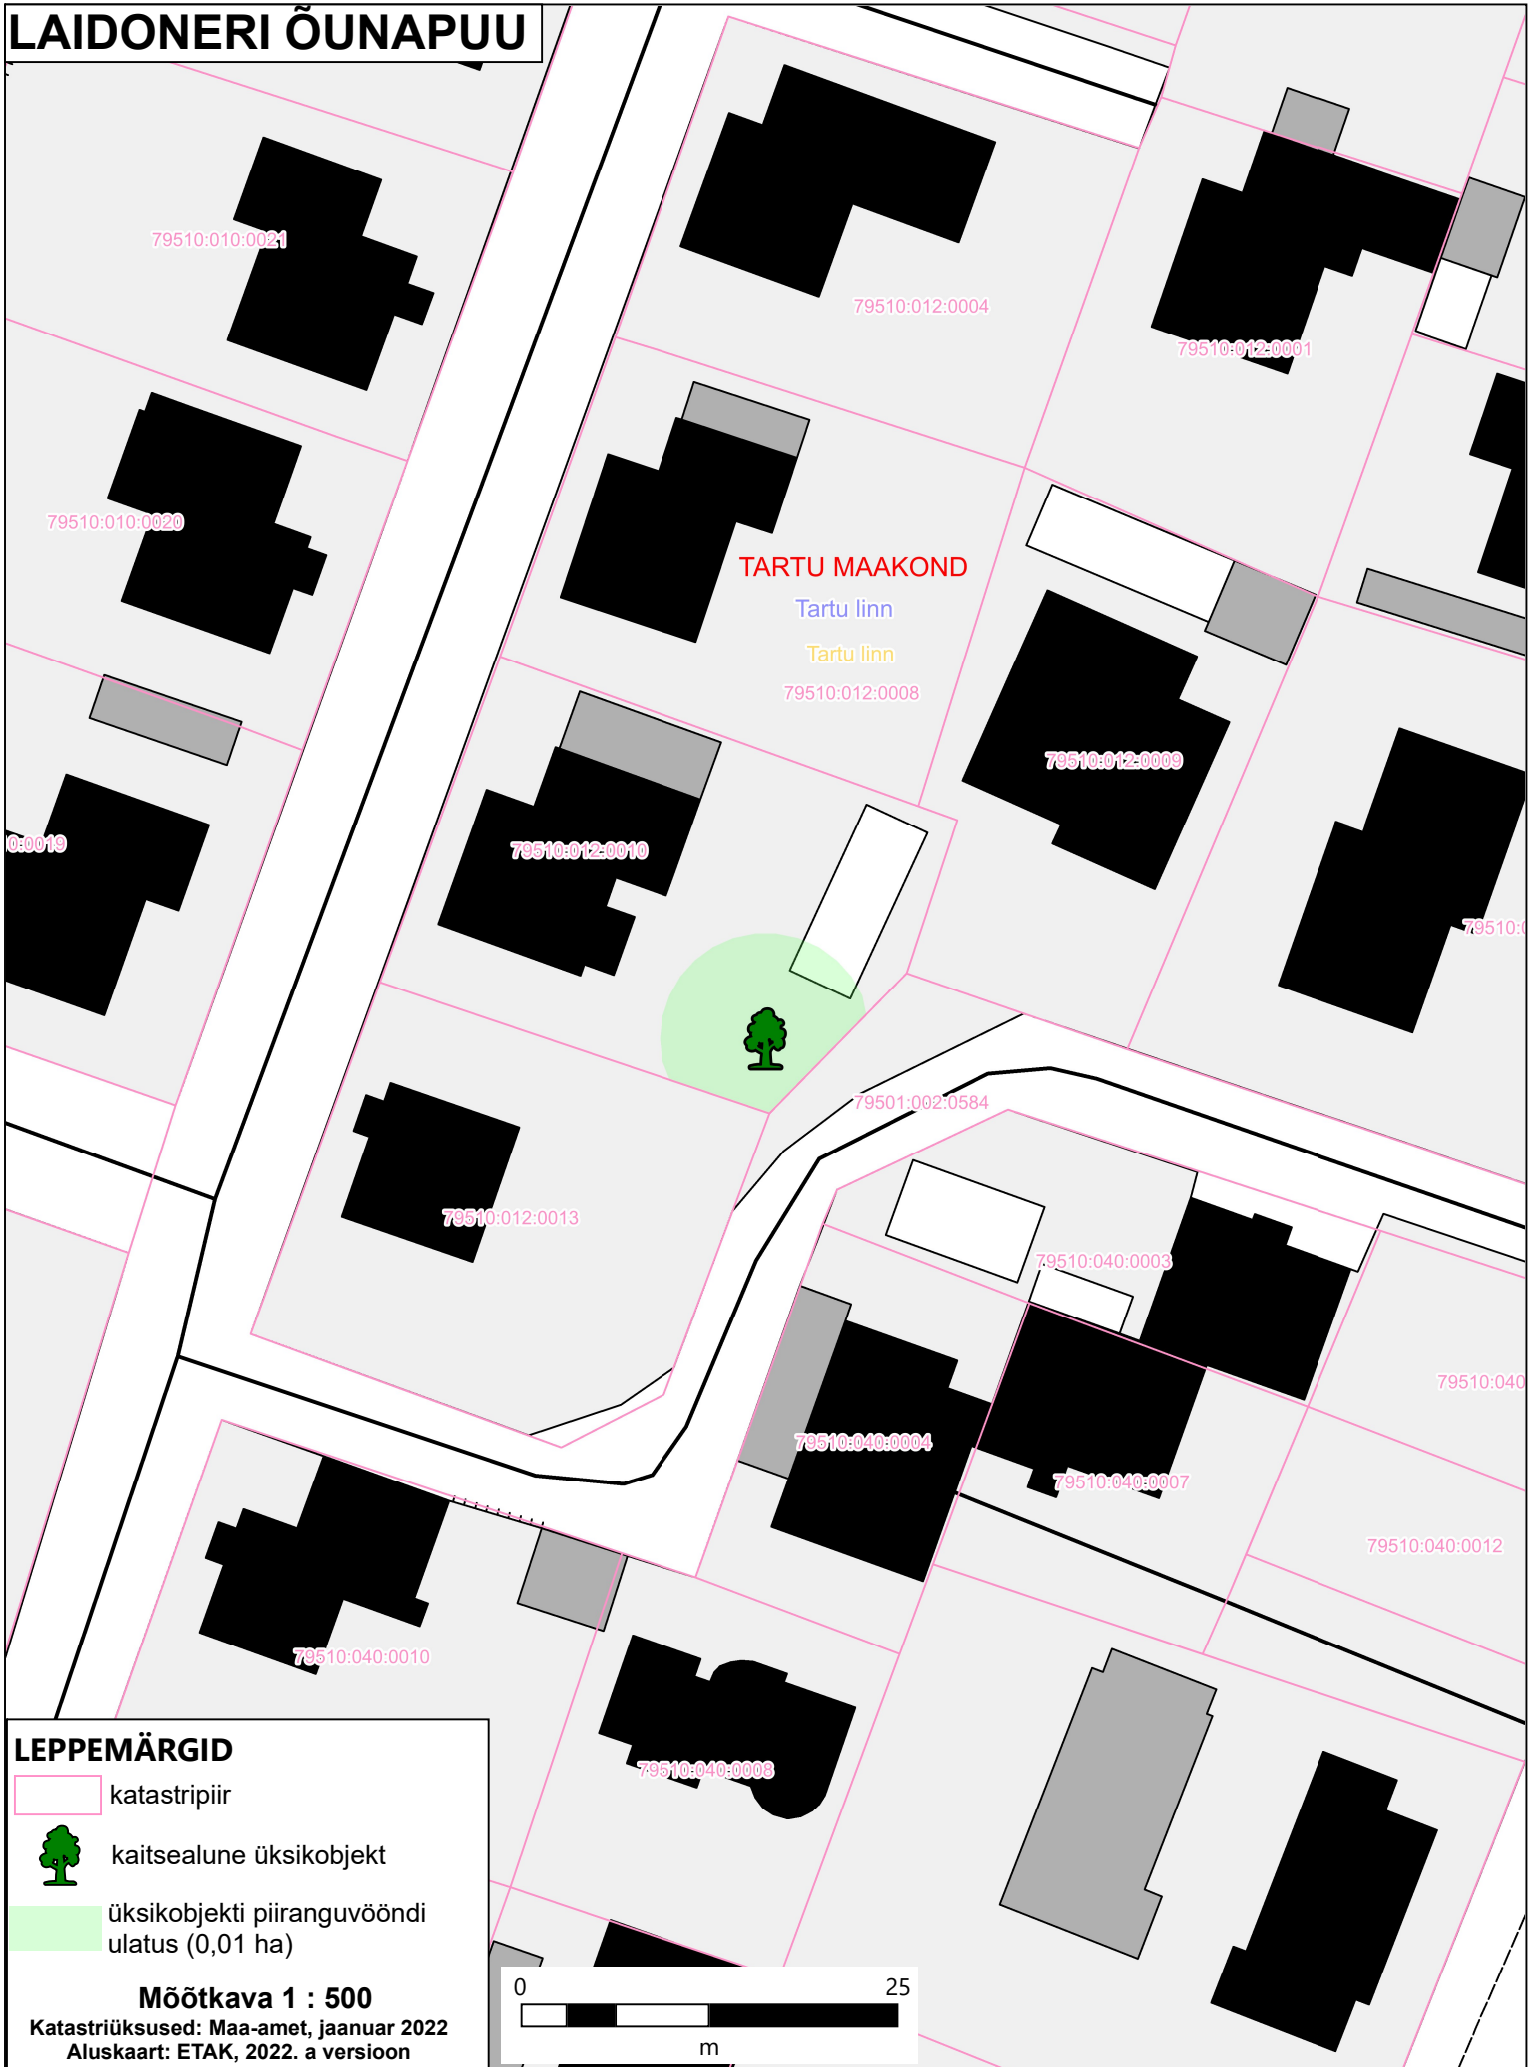 LAIDONERI ÕUNAPUU
79510:010:0021
79510:012:0004
79510:012:0001
79510:010:0020
TARTU MAAKOND
Tartu linn
Tartu linn
79510:012:0008
79510:012:0009
0:0019
79510:012:0010
79510:0
79501:002:0584
79510:012:0013
79510:040:0003
79510:040
79510:040:0004
79510:040:0007
79510:040:0012
79510:040:0010
79510:040:0008
LEPPEMÄRGID
katastripiir
kaitsealune üksikobjekt
üksikobjekti piiranguvööndi
ulatus (0,01 ha)
Mõõtkava 1 : 500
Katastriüksused: Maa-amet, jaanuar 2022
Aluskaart: ETAK, 2022. a versioon
0 25
m